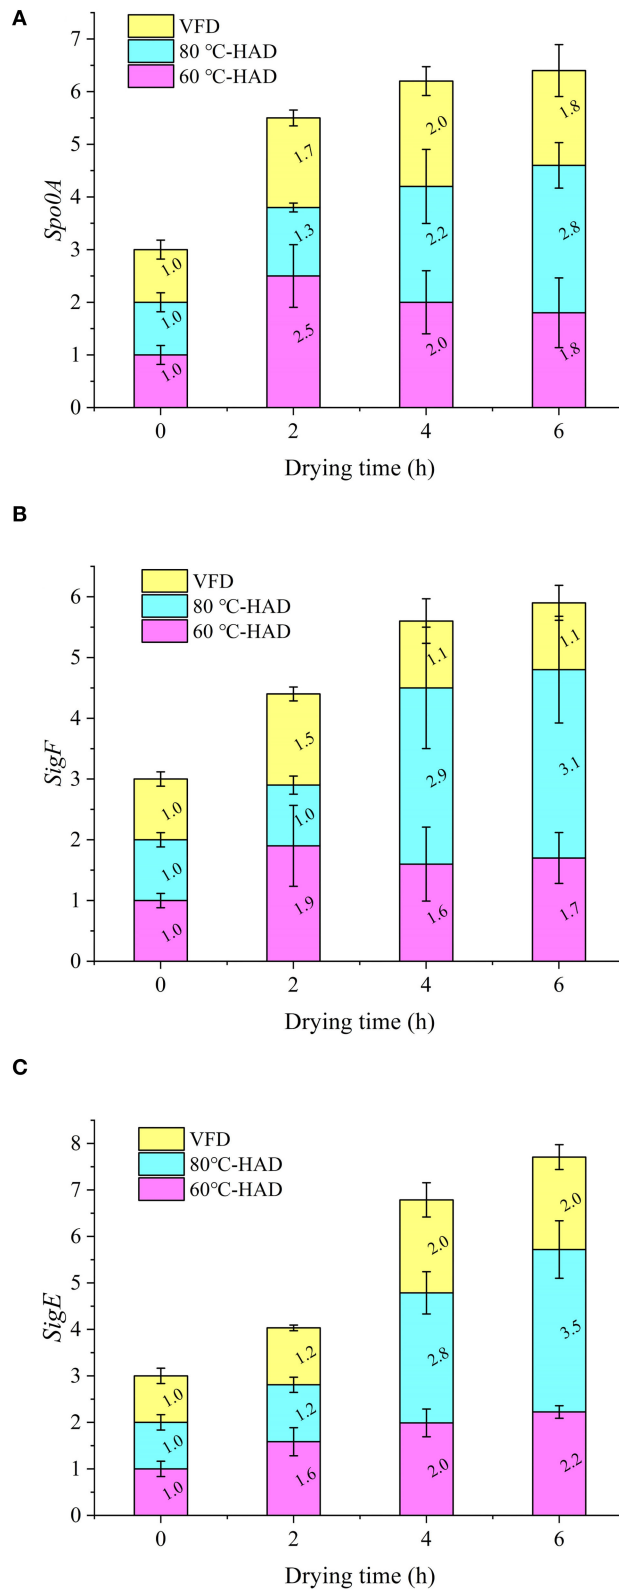 A
VFD
80 ℃-HAD
60 ℃-HAD
7
6
5
4
3
2
1
0
Spo0A
1.0
1.0
1.0
1.7
1.3
2.5
2.0
2.2
2.0
1.8
2.8
1.8
0 2 4 6
Drying time (h)
B
VFD
80 ℃-HAD
60 ℃-HAD
6
5
4
3
2
1
0
SigF
1.0
1.0
1.0
1.5
1.0
1.9
1.1
2.9
1.6
1.1
3.1
1.7
0 2 4 6
Drying time (h)
C
VFD
80℃-HAD
60℃-HAD
8
7
6
5
4
3
2
1
0
SigE
1.0
1.0
1.0
1.2
1.2
1.6
2.0
2.8
2.0
2.0
3.5
2.2
0 2 4 6
Drying time (h)